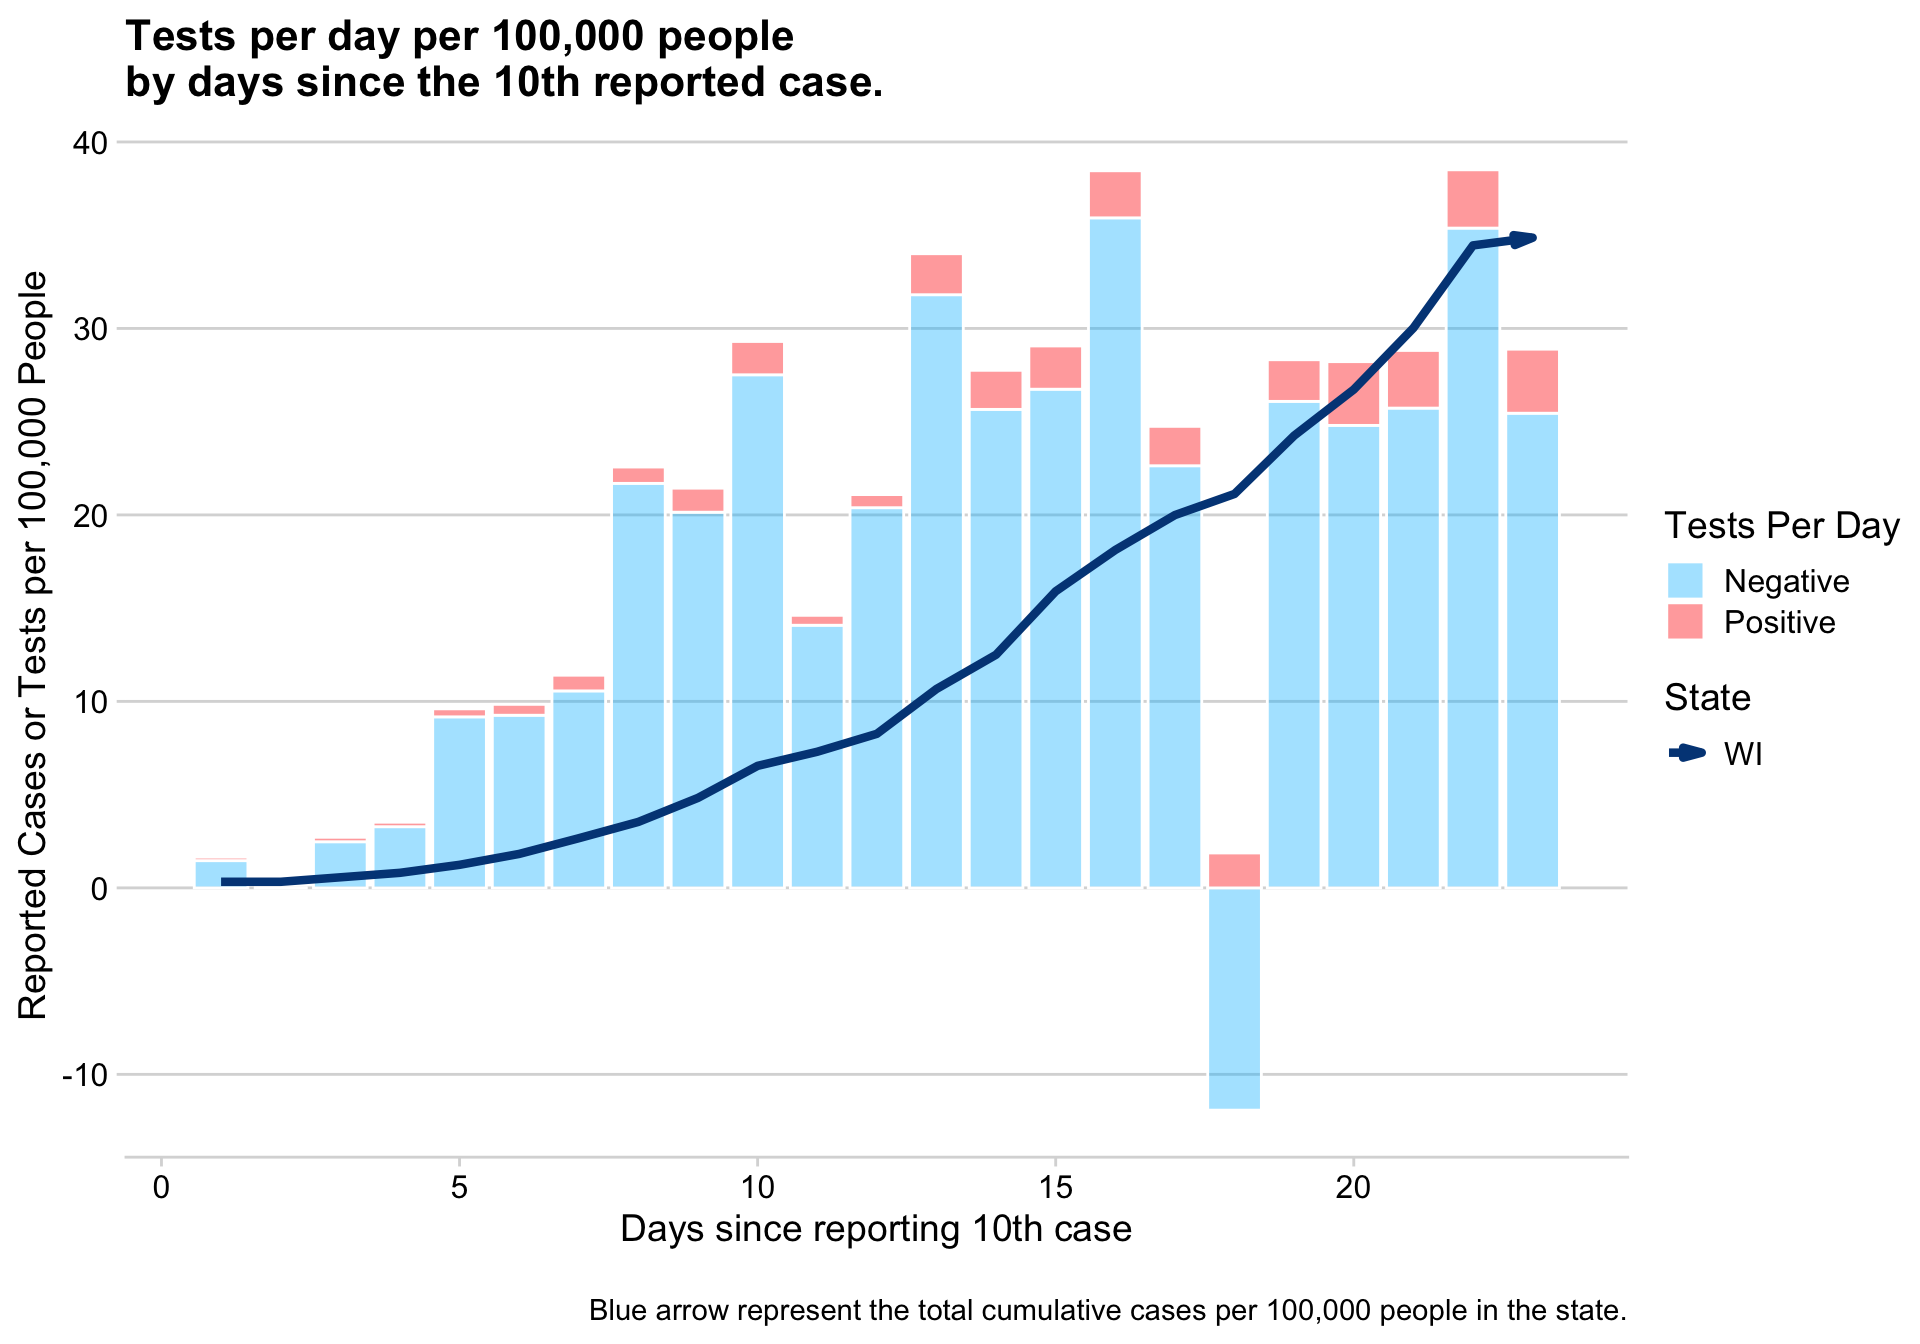 Tests per day per 100,000 people
by days since the 10th reported case.
Reported Cases or Tests per 100,000 People
40
30
20
10
0
-10
0 5 10 15 20
Days since reporting 10th case
Tests Per Day
Negative
Positive
State
WI
Blue arrow represent the total cumulative cases per 100,000 people in the state.